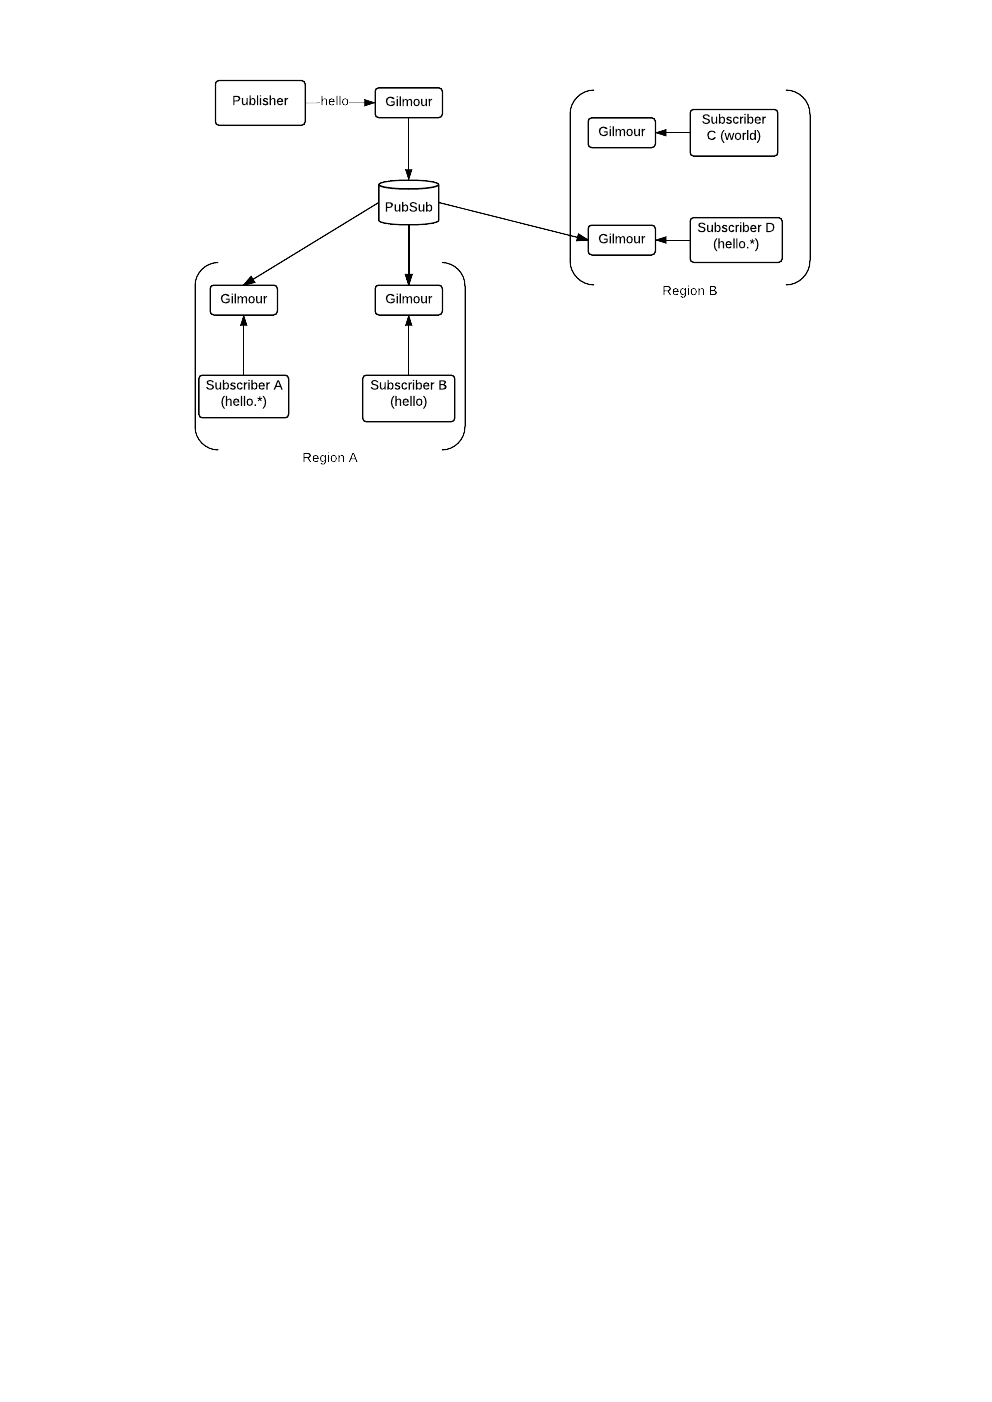 Publisher
hello
Gilmour
PubSub
Gilmour
Subscriber
C (world)
Gilmour
Subscriber D
(hello.*)
Region B
Gilmour
Gilmour
Subscriber A
(hello.*)
Subscriber B
(hello)
Region A